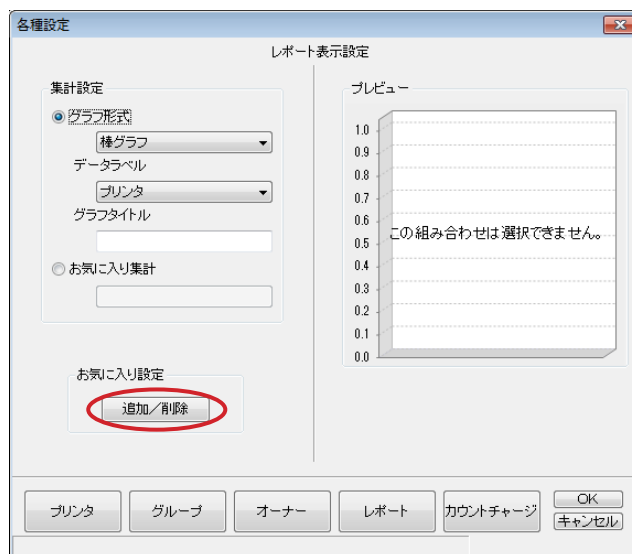 各種設定
レポート表示設定
集計設定
グラフ形式
棒グラフ
データラベル
プリンタ
グラフタイトル
お気に入り集計
お気に入り設定
追加／削除
プレビュー
1.0
0.9
0.8
0.7
0.6
0.5
0.4
0.3
0.2
0.1
0.0
この組み合わせは選択できません。
プリンタ
グループ
オーナー
レポート
カウントチャージ
OK
キャンセル